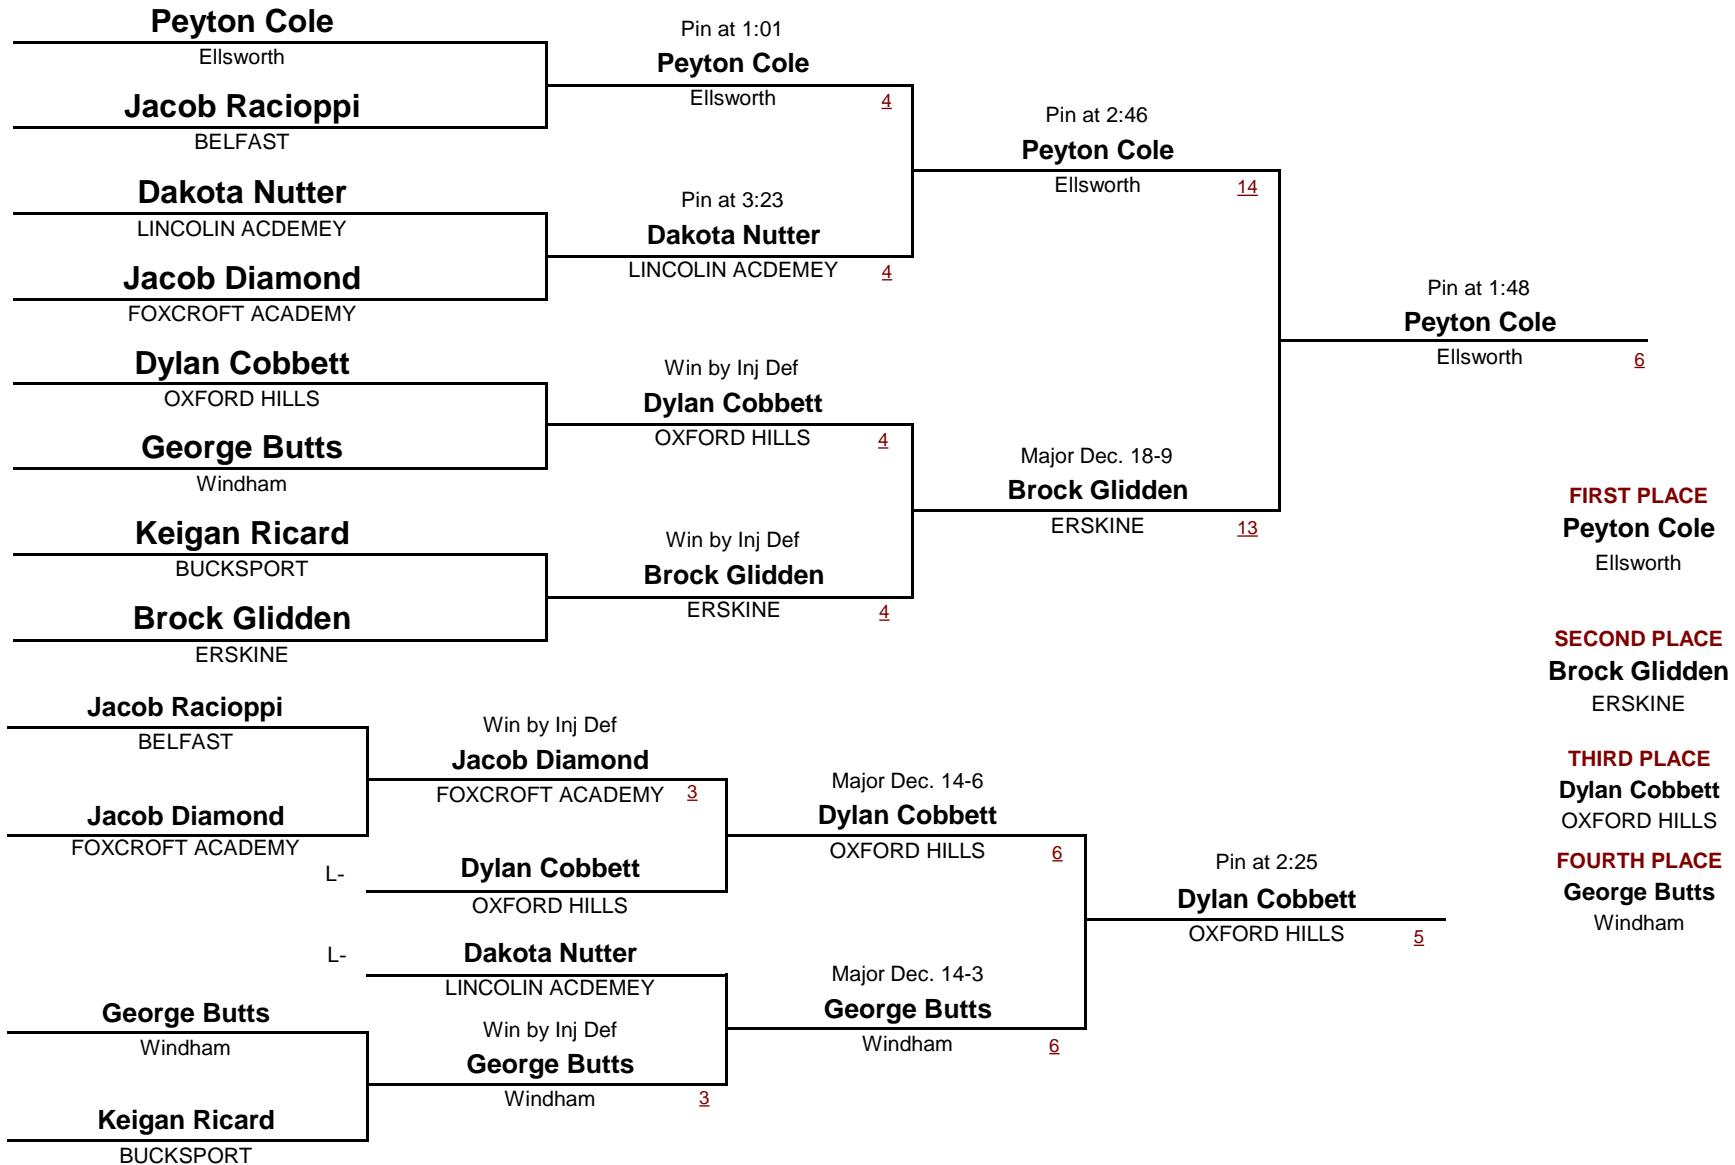 Peyton Cole
Ellsworth
Jacob Racioppi
BELFAST
Dakota Nutter
LINCOLIN ACDEMEY
Jacob Diamond
FOXCROFT ACADEMY
Dylan Cobbett
OXFORD HILLS
George Butts
Windham
Keigan Ricard
BUCKSPORT
Brock Glidden
ERSKINE
Pin at 1:01
Peyton Cole
Ellsworth 4
Pin at 3:23
Dakota Nutter
LINCOLIN ACDEMEY 4
Win by Inj Def
Dylan Cobbett
OXFORD HILLS 4
Win by Inj Def
Brock Glidden
ERSKINE 4
Pin at 2:46
Peyton Cole
Ellsworth 14
Major Dec. 18-9
Brock Glidden
ERSKINE 13
Pin at 1:48
Peyton Cole
Ellsworth 6
FIRST PLACE
Peyton Cole
Ellsworth
SECOND PLACE
Brock Glidden
ERSKINE
THIRD PLACE
Dylan Cobbett
OXFORD HILLS
FOURTH PLACE
George Butts
Windham
Jacob Racioppi
BELFAST
Jacob Diamond
FOXCROFT ACADEMY
George Butts
Windham
Keigan Ricard
BUCKSPORT
Win by Inj Def
Jacob Diamond
FOXCROFT ACADEMY 3
L- Dylan Cobbett
OXFORD HILLS
L- Dakota Nutter
LINCOLIN ACDEMEY
Win by Inj Def
George Butts
Windham 3
Major Dec. 14-6
Dylan Cobbett
OXFORD HILLS 6
Major Dec. 14-3
George Butts
Windham 6
Pin at 2:25
Dylan Cobbett
OXFORD HILLS 5